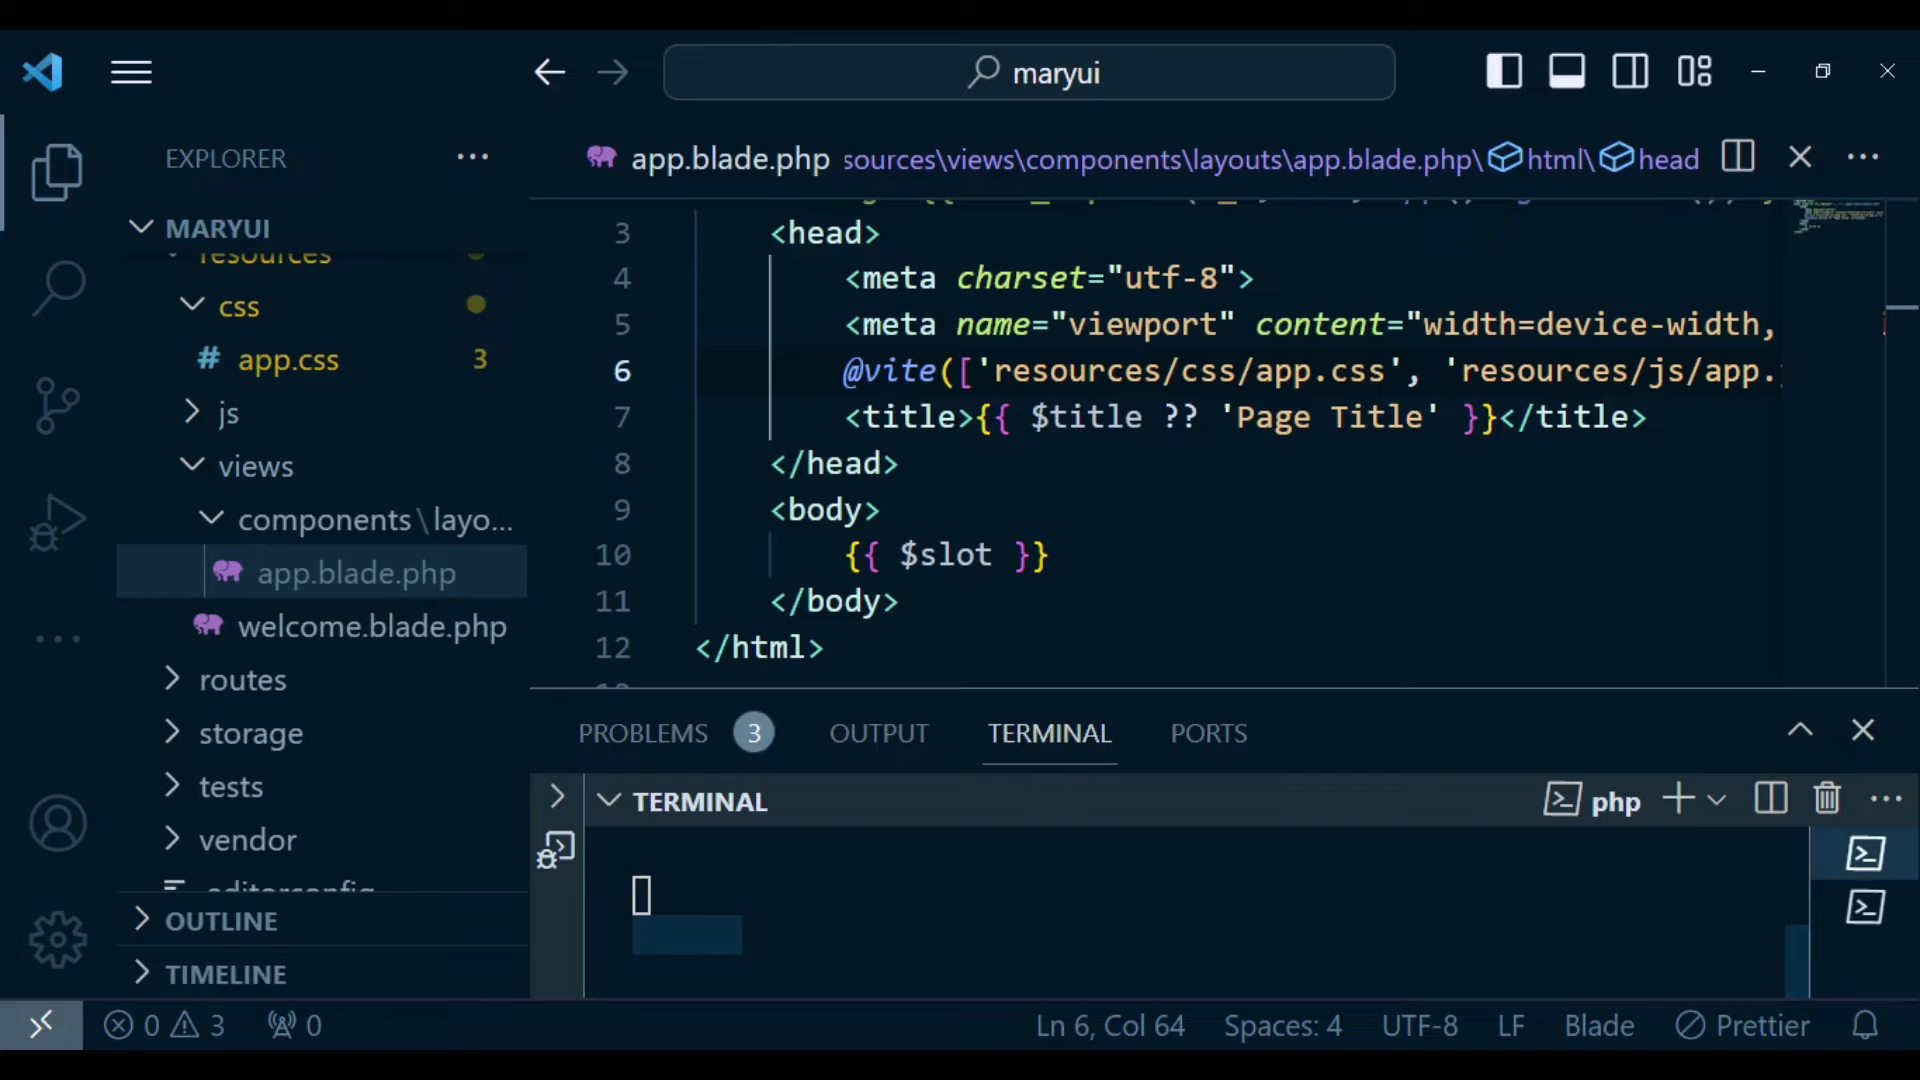 maryui
EXPLORER
MARYUI
resources
css
app.css 3
js
views
components\layo...
app.blade.php
welcome.blade.php
routes
storage
tests
vendor
.editorconfig
OUTLINE
TIMELINE
app.blade.php sources\views\components\layouts\app.blade.php\ html\ head
3 <head>
4 <meta charset="utf-8">
5 <meta name="viewport" content="width=device-width,
6 @vite(['resources/css/app.css', 'resources/js/app.
7 <title>{{ $title ?? 'Page Title' }}</title>
8 </head>
9 <body>
10 {{ $slot }}
11 </body>
12 </html>
PROBLEMS 3 OUTPUT TERMINAL PORTS
TERMINAL
php
0 3 0
Ln 6, Col 64 Spaces: 4 UTF-8 LF Blade Prettier